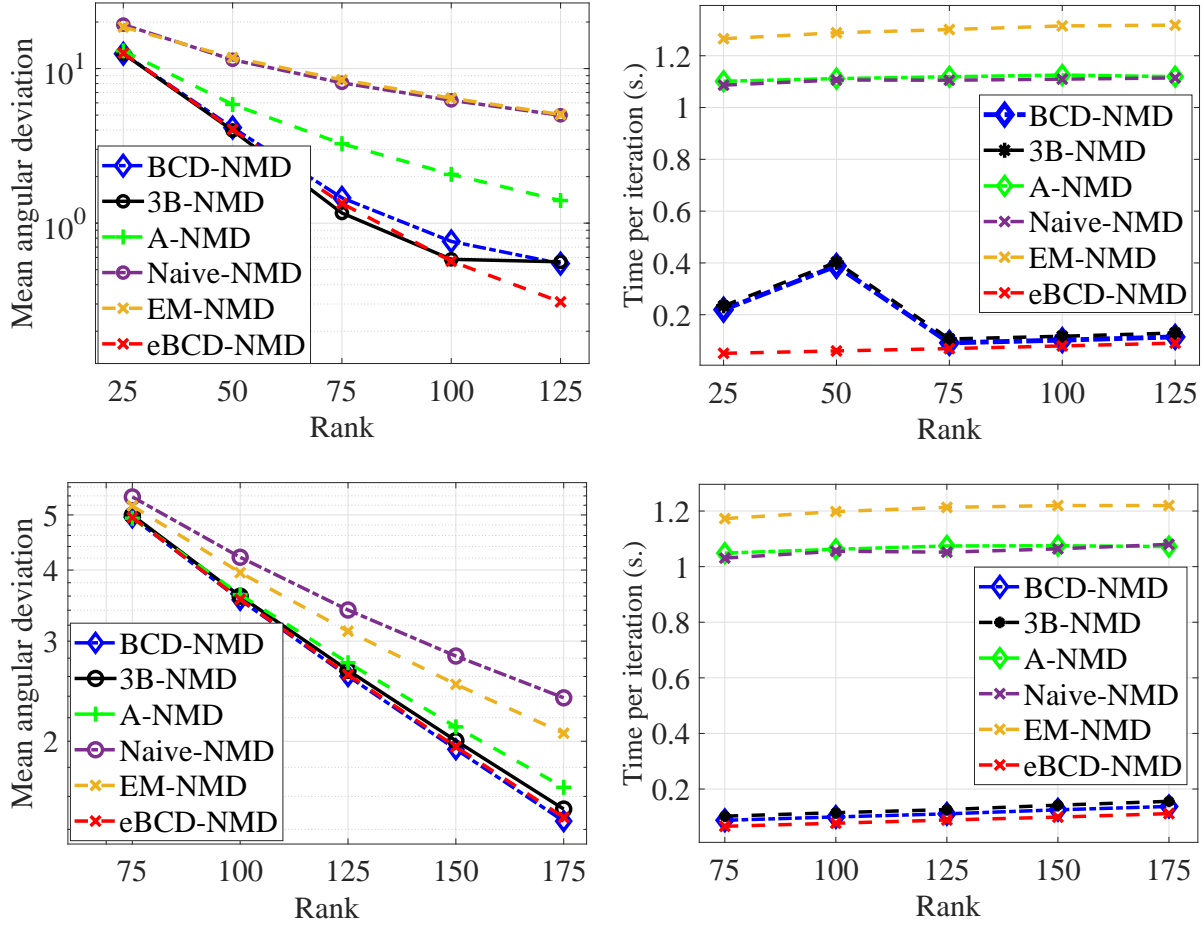 Mean angular deviation
10^1
10^0
BCD-NMD
3B-NMD
A-NMD
Naive-NMD
EM-NMD
eBCD-NMD
25 50 75 100 125
Rank
Time per iteration (s.)
1.2
1
0.8
0.6
0.4
0.2
BCD-NMD
3B-NMD
A-NMD
Naive-NMD
EM-NMD
eBCD-NMD
25 50 75 100 125
Rank
Mean angular deviation
5
4
3
2
BCD-NMD
3B-NMD
A-NMD
Naive-NMD
EM-NMD
eBCD-NMD
75 100 125 150 175
Rank
Time per iteration (s.)
1.2
1
0.8
0.6
0.4
0.2
BCD-NMD
3B-NMD
A-NMD
Naive-NMD
EM-NMD
eBCD-NMD
75 100 125 150 175
Rank